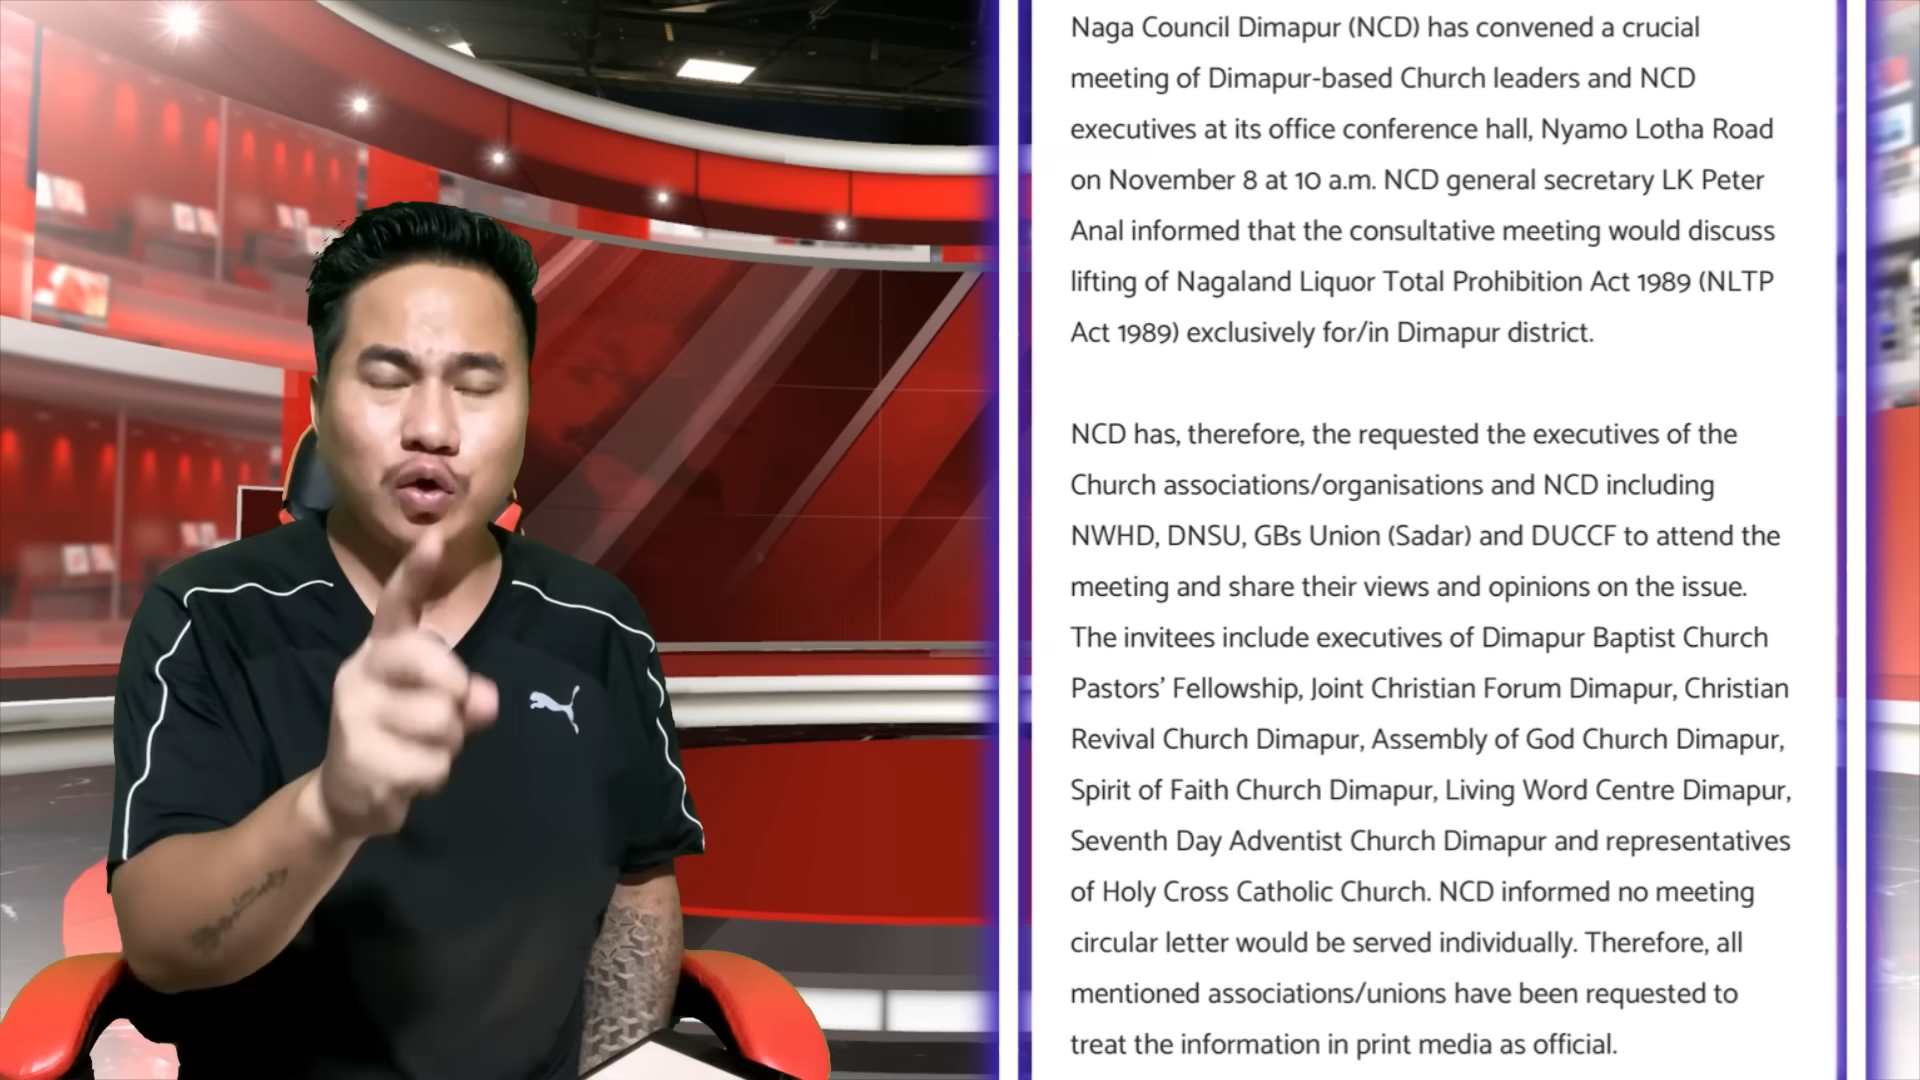 Naga Council Dimapur (NCD) has convened a crucial
meeting of Dimapur-based Church leaders and NCD
executives at its office conference hall, Nyamo Lotha Road
on November 8 at 10 a.m. NCD general secretary LK Peter
Anal informed that the consultative meeting would discuss
lifting of Nagaland Liquor Total Prohibition Act 1989 (NLTP
Act 1989) exclusively for/in Dimapur district.
NCD has, therefore, the requested the executives of the
Church associations/organisations and NCD including
NWHD, DNSU, GBs Union (Sadar) and DUCCF to attend the
meeting and share their views and opinions on the issue.
The invitees include executives of Dimapur Baptist Church
Pastors’ Fellowship, Joint Christian Forum Dimapur, Christian
Revival Church Dimapur, Assembly of God Church Dimapur,
Spirit of Faith Church Dimapur, Living Word Centre Dimapur,
Seventh Day Adventist Church Dimapur and representatives
of Holy Cross Catholic Church. NCD informed no meeting
circular letter would be served individually. Therefore, all
mentioned associations/unions have been requested to
treat the information in print media as official.